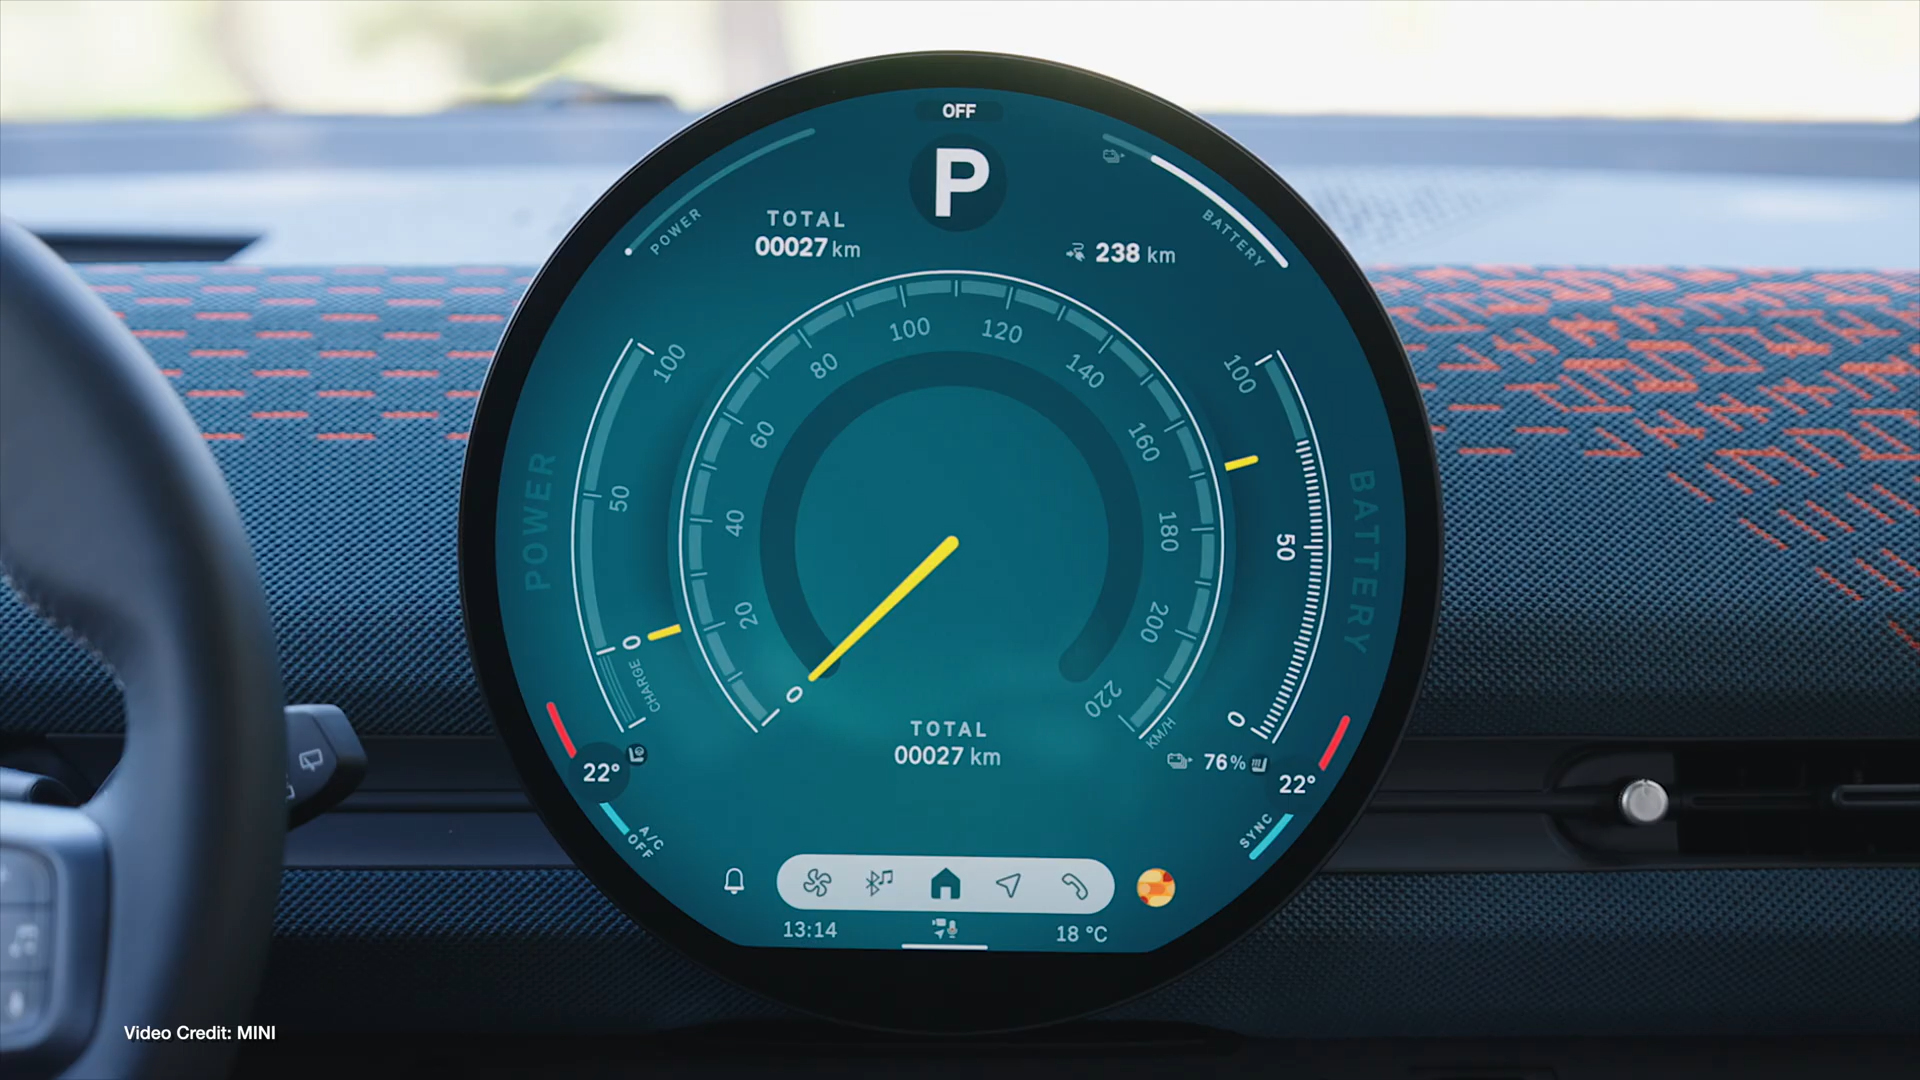 OFF
P
POWER
BATTERY
TOTAL
00027 km
238 km
100
50
0
CHARGE
POWER
0
20
40
60
80
100
120
140
160
180
200
220
KM/H
100
50
0
BATTERY
TOTAL
00027 km
76%
22°
22°
A/C
OFF
SYNC
13:14
18 °C
Video Credit: MINI